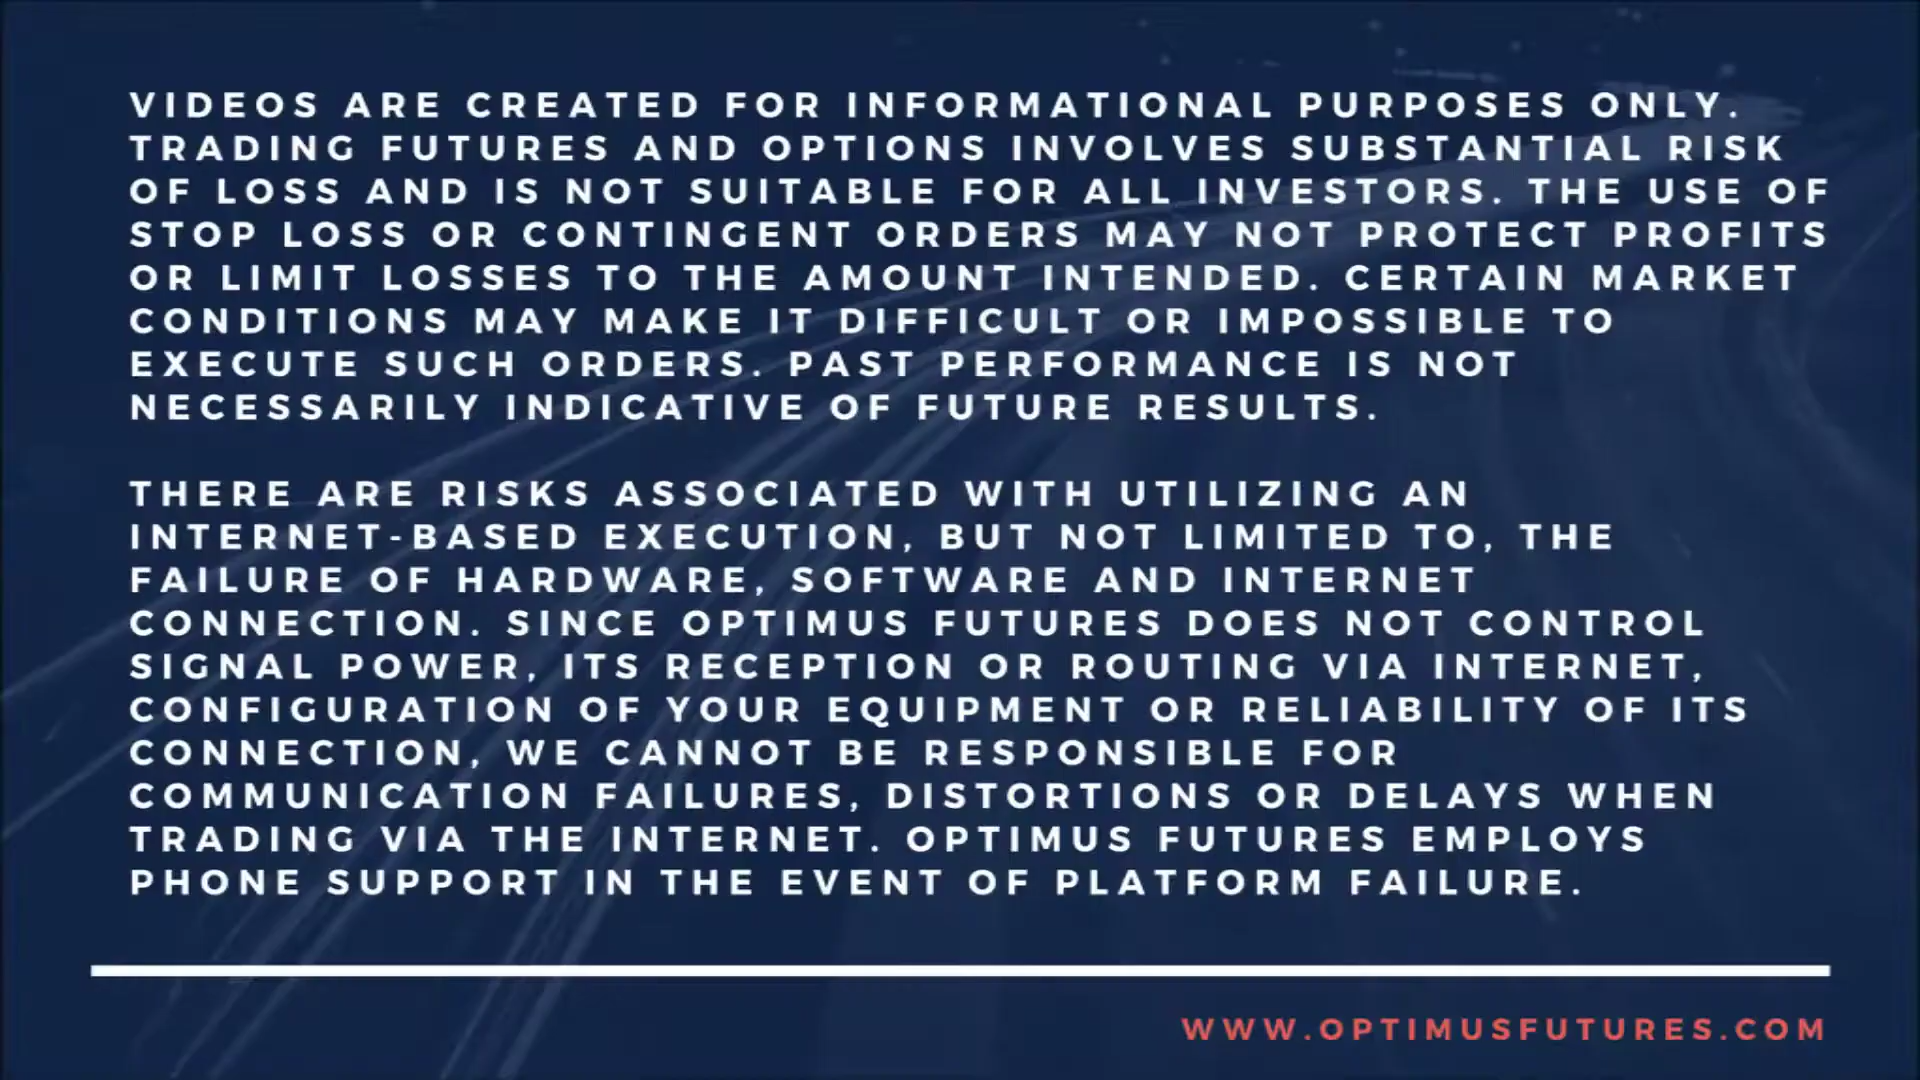 VIDEOS ARE CREATED FOR INFORMATIONAL PURPOSES ONLY.
TRADING FUTURES AND OPTIONS INVOLVES SUBSTANTIAL RISK
OF LOSS AND IS NOT SUITABLE FOR ALL INVESTORS. THE USE OF
STOP LOSS OR CONTINGENT ORDERS MAY NOT PROTECT PROFITS
OR LIMIT LOSSES TO THE AMOUNT INTENDED. CERTAIN MARKET
CONDITIONS MAY MAKE IT DIFFICULT OR IMPOSSIBLE TO
EXECUTE SUCH ORDERS. PAST PERFORMANCE IS NOT
NECESSARILY INDICATIVE OF FUTURE RESULTS.
THERE ARE RISKS ASSOCIATED WITH UTILIZING AN
INTERNET-BASED EXECUTION, BUT NOT LIMITED TO, THE
FAILURE OF HARDWARE, SOFTWARE AND INTERNET
CONNECTION. SINCE OPTIMUS FUTURES DOES NOT CONTROL
SIGNAL POWER, ITS RECEPTION OR ROUTING VIA INTERNET,
CONFIGURATION OF YOUR EQUIPMENT OR RELIABILITY OF ITS
CONNECTION, WE CANNOT BE RESPONSIBLE FOR
COMMUNICATION FAILURES, DISTORTIONS OR DELAYS WHEN
TRADING VIA THE INTERNET. OPTIMUS FUTURES EMPLOYS
PHONE SUPPORT IN THE EVENT OF PLATFORM FAILURE.
WWW.OPTIMUSFUTURES.COM